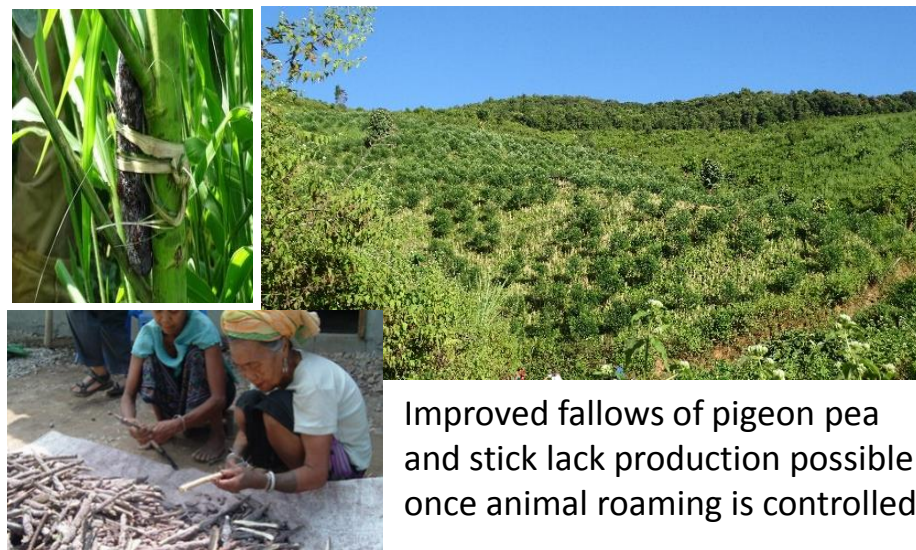 Improved fallows of pigeon pea
and stick lack production possible
once animal roaming is controlled